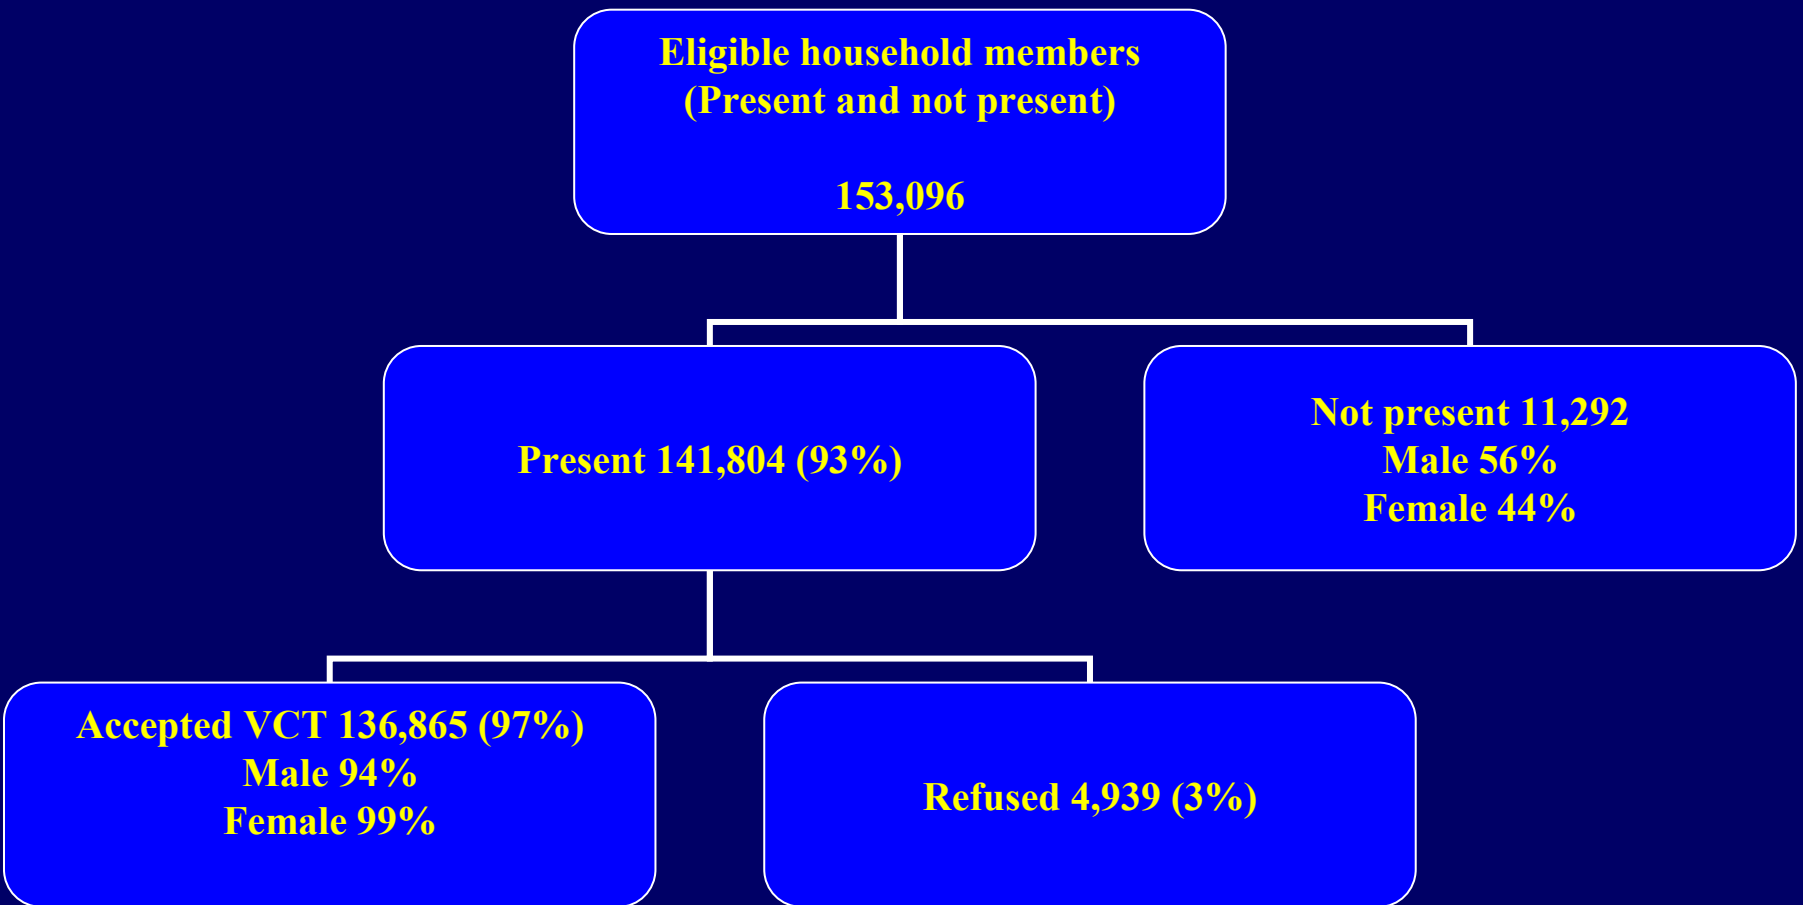 Eligible household members
(Present and not present)
153,096
Present 141,804 (93%)
Not present 11,292
Male 56%
Female 44%
Accepted VCT 136,865 (97%)
Male 94%
Female 99%
Refused 4,939 (3%)